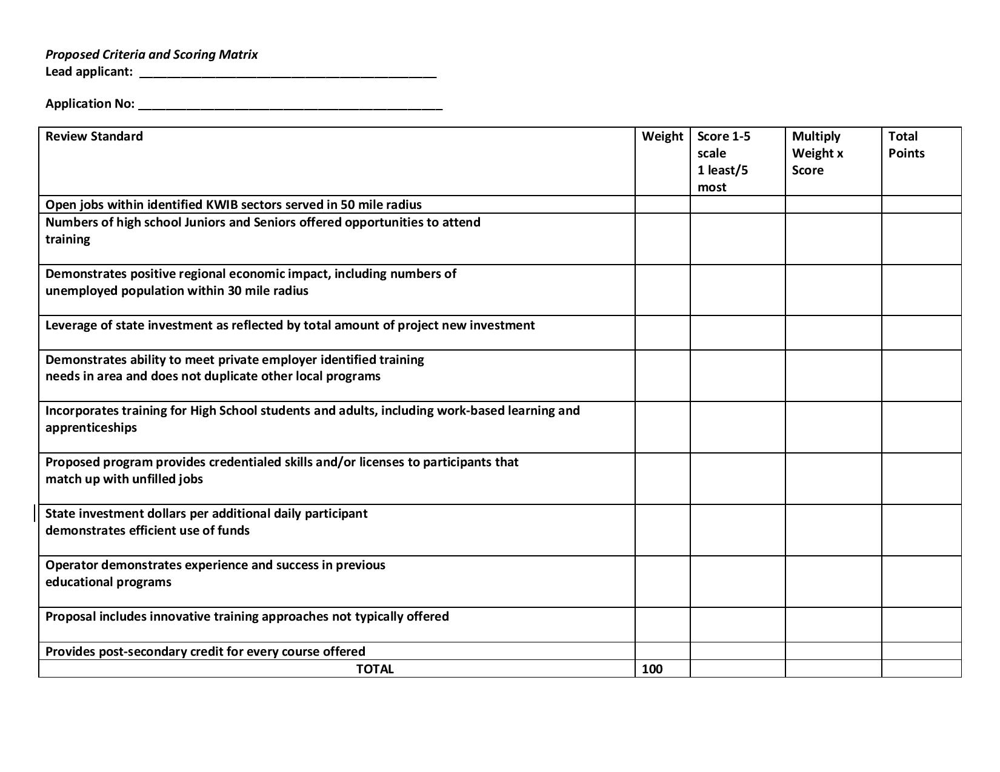 Proposed Criteria and Scoring Matrix
Lead applicant: ____________________________________________
Application No: _____________________________________________
Review Standard
Weight
Score 1-5
scale
1 least/5
most
Multiply
Weight x
Score
Total
Points
Open jobs within identified KWIB sectors served in 50 mile radius
Numbers of high school Juniors and Seniors offered opportunities to attend
training
Demonstrates positive regional economic impact, including numbers of
unemployed population within 30 mile radius
Leverage of state investment as reflected by total amount of project new investment
Demonstrates ability to meet private employer identified training
needs in area and does not duplicate other local programs
Incorporates training for High School students and adults, including work-based learning and
apprenticeships
Proposed program provides credentialed skills and/or licenses to participants that
match up with unfilled jobs
State investment dollars per additional daily participant
demonstrates efficient use of funds
Operator demonstrates experience and success in previous
educational programs
Proposal includes innovative training approaches not typically offered
Provides post-secondary credit for every course offered
TOTAL
100